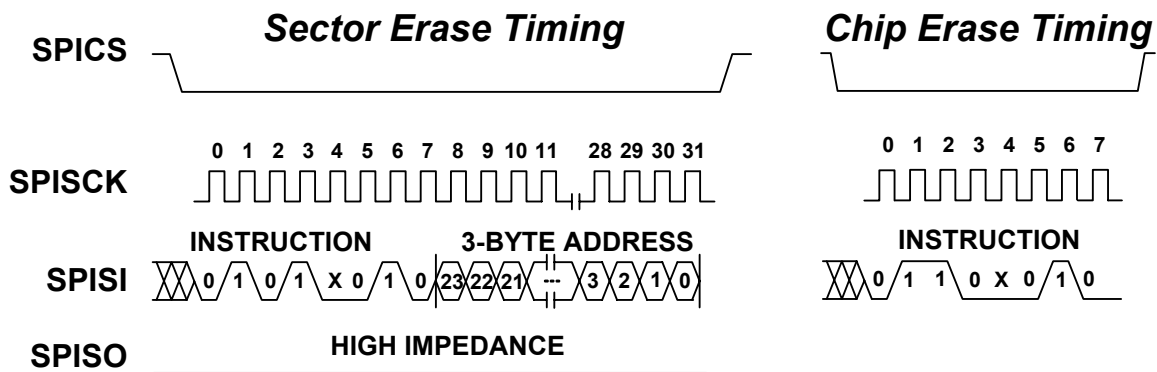 Sector Erase Timing
Chip Erase Timing
SPICS
0 1 2 3 4 5 6 7 8 9 10 11 28 29 30 31
0 1 2 3 4 5 6 7
SPISCK
INSTRUCTION 3-BYTE ADDRESS
INSTRUCTION
SPISI
0 1 0 1 X 0 1 0 23 22 21 --- 3 2 1 0
0 1 1 0 X 0 1 0
HIGH IMPEDANCE
SPISO